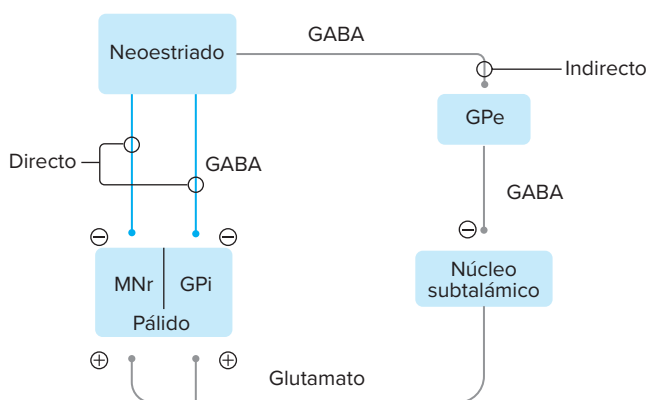 GABA
Neoestriado
Indirecto
GPe
Directo
GABA
GABA
⊖
⊖
⊖
Núcleo
subtalámico
MNr
GPi
Pálido
⊕
⊕
Glutamato